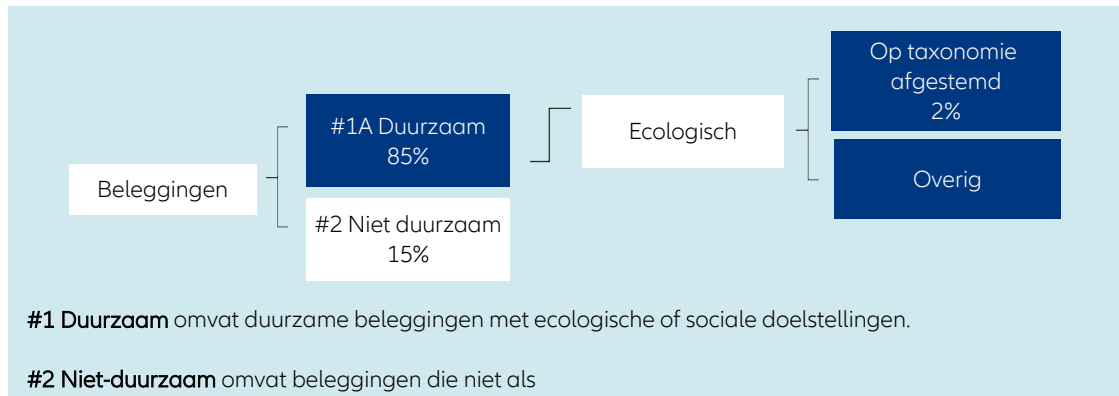 Beleggingen
#1A Duurzaam
85%
#2 Niet duurzaam
15%
Ecologisch
Op taxonomie
afgestemd
2%
Overig
#1 Duurzaam omvat duurzame beleggingen met ecologische of sociale doelstellingen.
#2 Niet-duurzaam omvat beleggingen die niet als